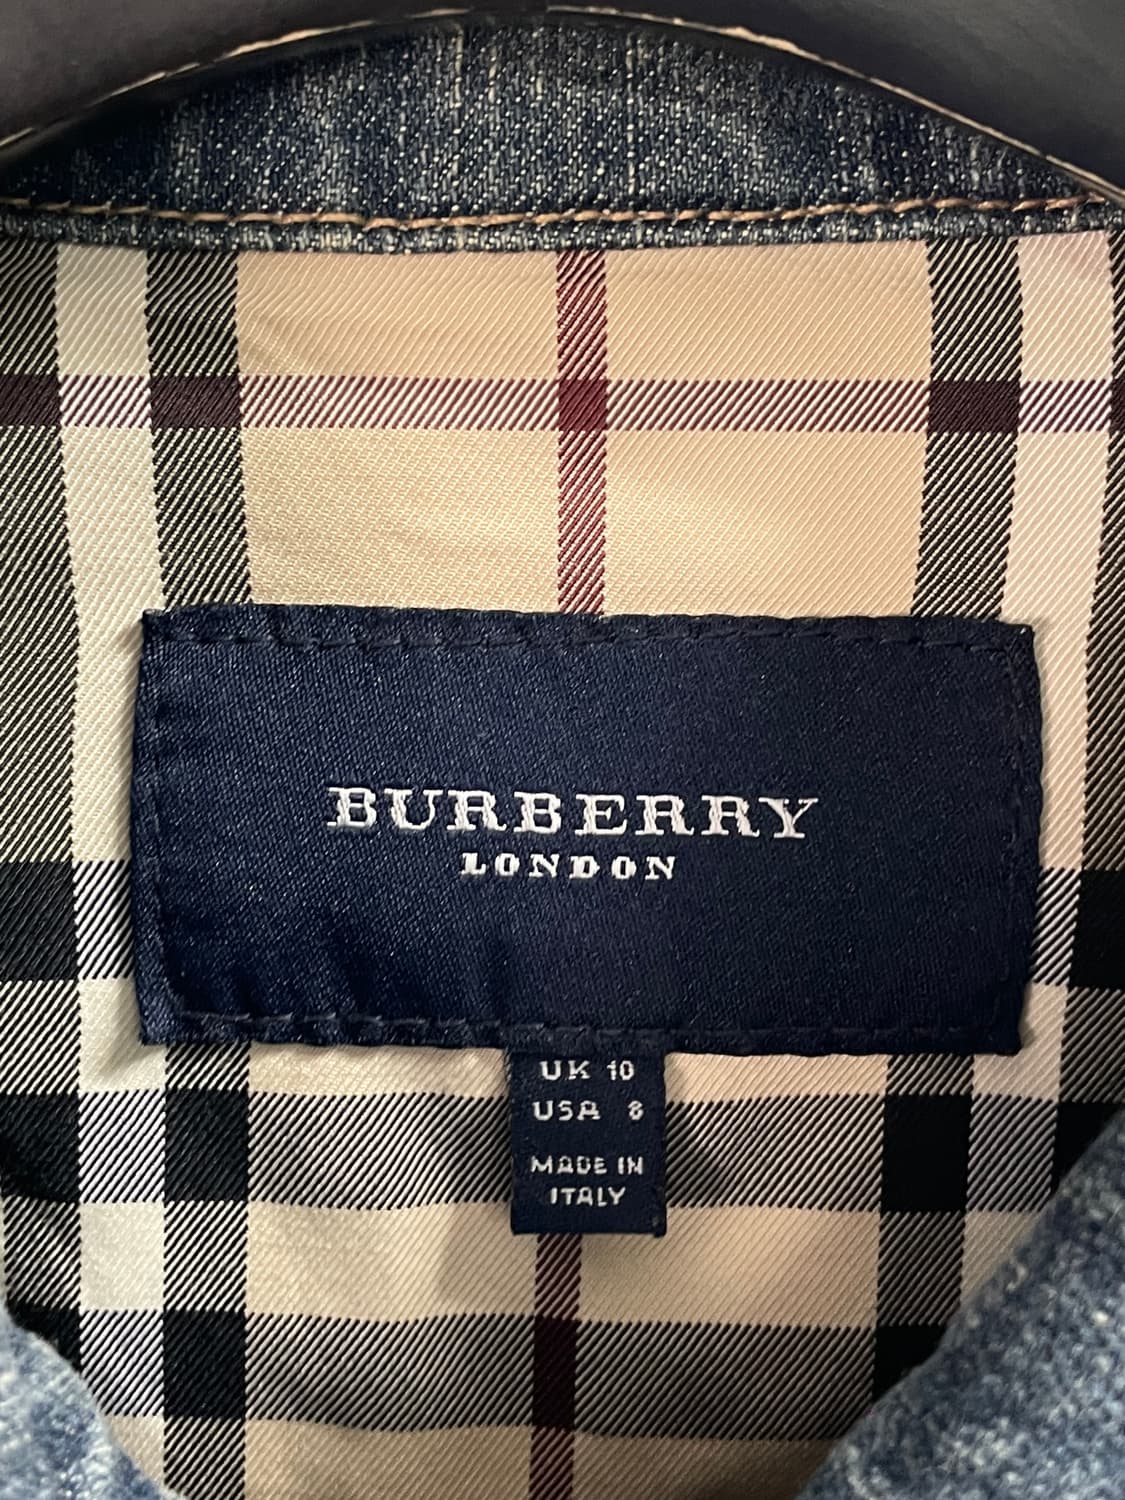 BURBERRY
LONDON
UK 10
USA 8
MADE IN
ITALY